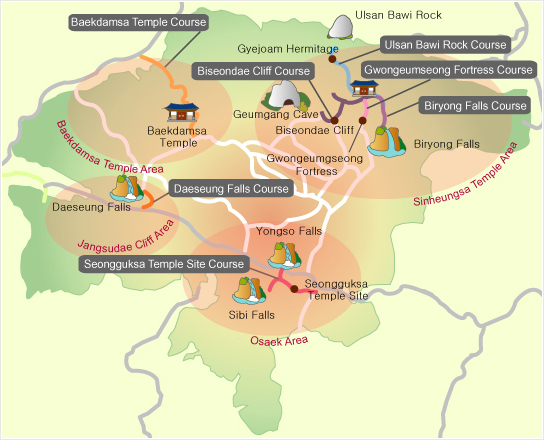 Ulsan Bawi Rock
Baekdamsa Temple Course
Gyejoam Hermitage
Ulsan Bawi Rock Course
Biseondae Cliff Course
Gwongeumseong Fortress Course
Biryong Falls Course
Geumgang Cave
Baekdamsa
Temple
Biseondae Cliff
Biryong Falls
Gwongeumgseong
Fortress
Baekdamsa Temple Area
Sinheungsa Temple Area
Daeseung Falls Course
Daeseung Falls
Jangsudae Cliff Area
Yongso Falls
Seongguksa Temple Site Course
Seongguksa
Temple Site
Sibi Falls
Osaek Area